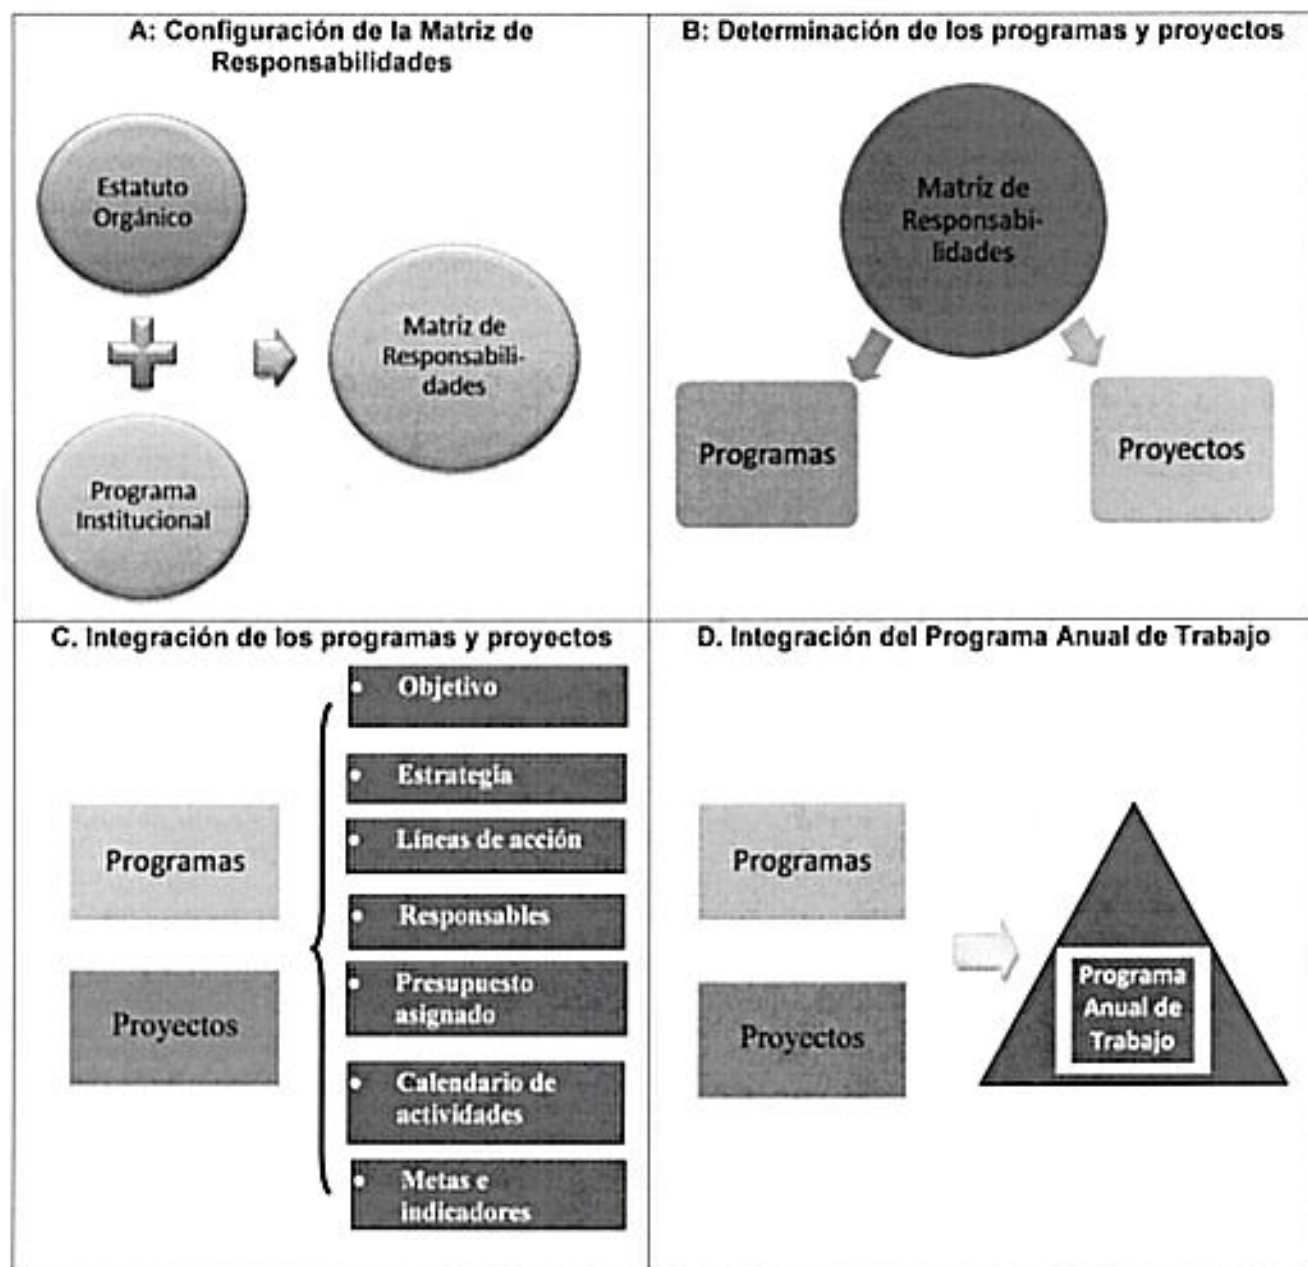 A: Configuración de la Matriz de
Responsabilidades
Estatuto
Orgánico
Matriz de
Responsabili-
dades
Programa
Institucional
B: Determinación de los programas y proyectos
Matriz de
Responsabi-
lidades
Programas
Proyectos
C. Integración de los programas y proyectos
Programas
Proyectos
• Objetivo
• Estrategia
• Líneas de acción
• Responsables
• Presupuesto
asignado
• Calendario de
actividades
• Metas e
indicadores
D. Integración del Programa Anual de Trabajo
Programas
Proyectos
Programa
Anual de
Trabajo